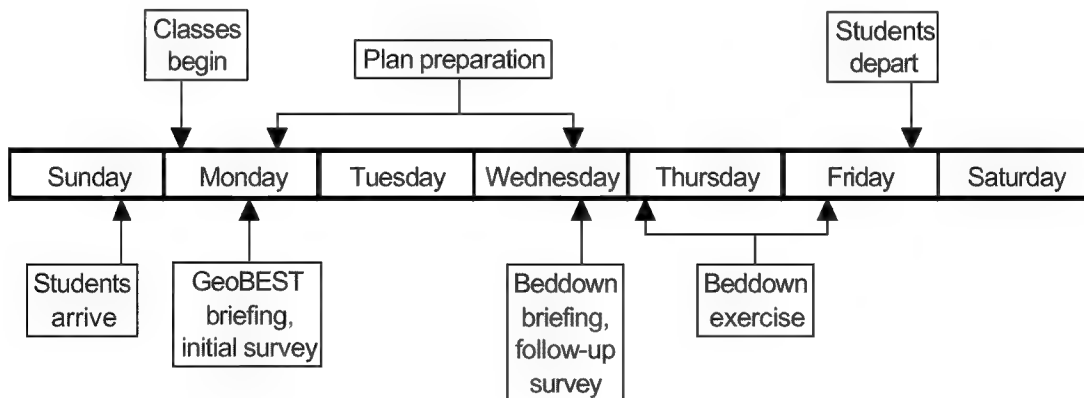 Classes
begin
Plan preparation
Students
depart
Sunday
Monday
Tuesday
Wednesday
Thursday
Friday
Saturday
Students
arrive
GeoBEST
briefing,
initial survey
Beddown
briefing,
follow-up
survey
Beddown
exercise